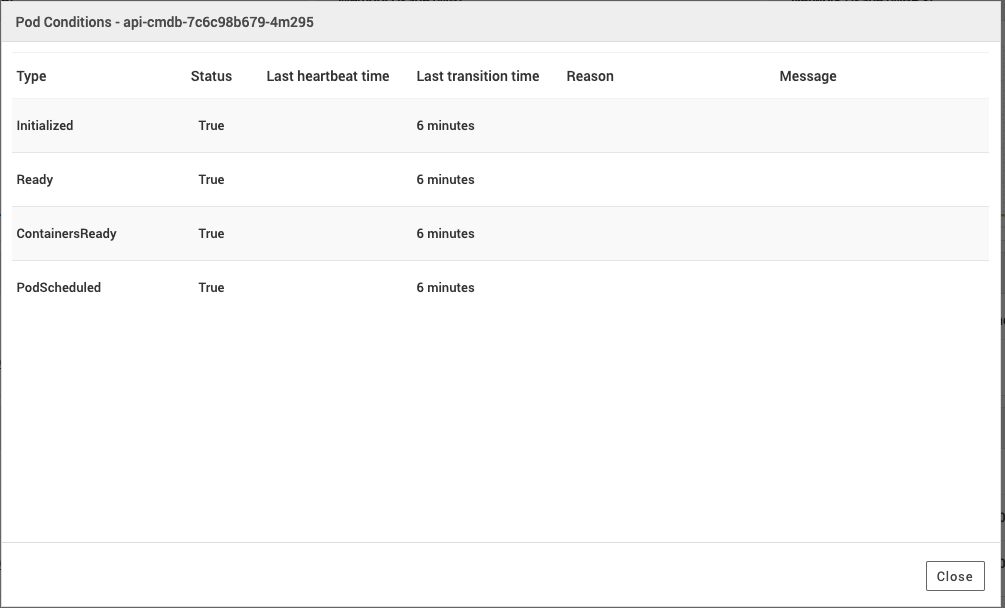 Pod Conditions - api-cmdb-7c6c98b679-4m295
Type Status Last heartbeat time Last transition time Reason Message
Initialized True 6 minutes
Ready True 6 minutes
ContainersReady True 6 minutes
PodScheduled True 6 minutes
Close